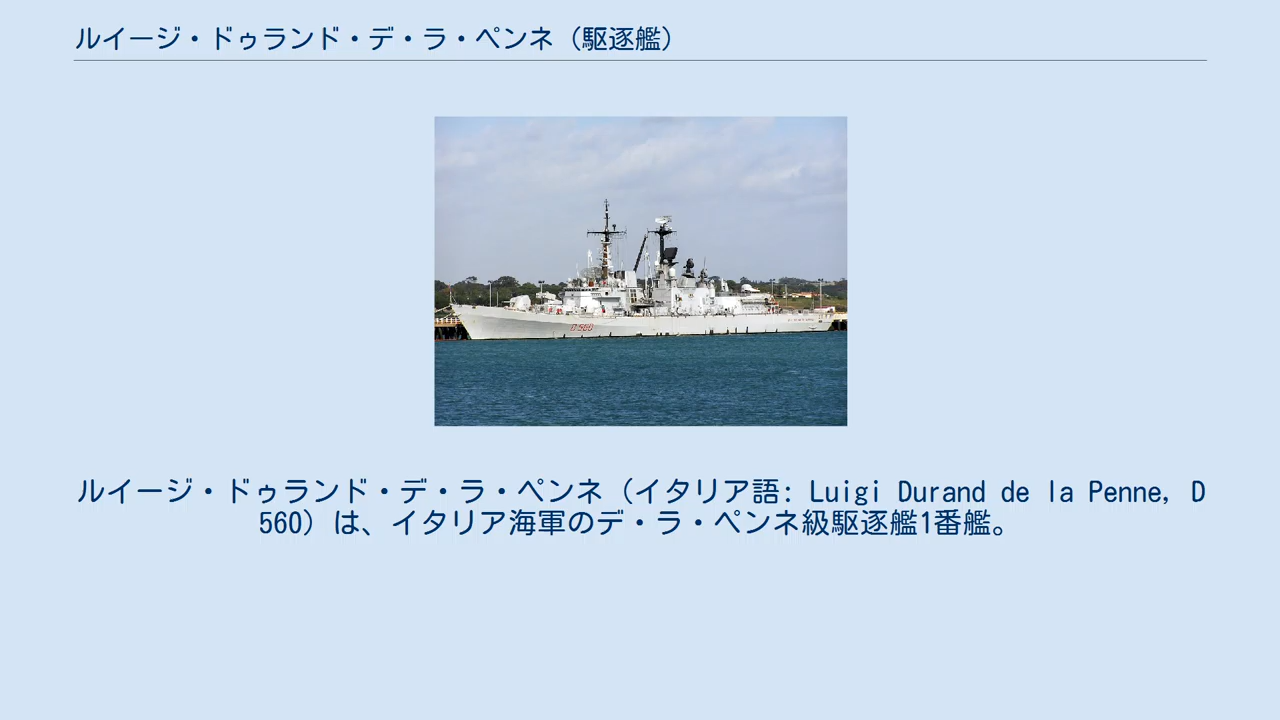 ルイージ・ドゥランド・デ・ラ・ペンネ（駆逐艦）
D 560
ルイージ・ドゥランド・デ・ラ・ペンネ（イタリア語: Luigi Durand de la Penne, D
560）は、イタリア海軍のデ・ラ・ペンネ級駆逐艦1番艦。